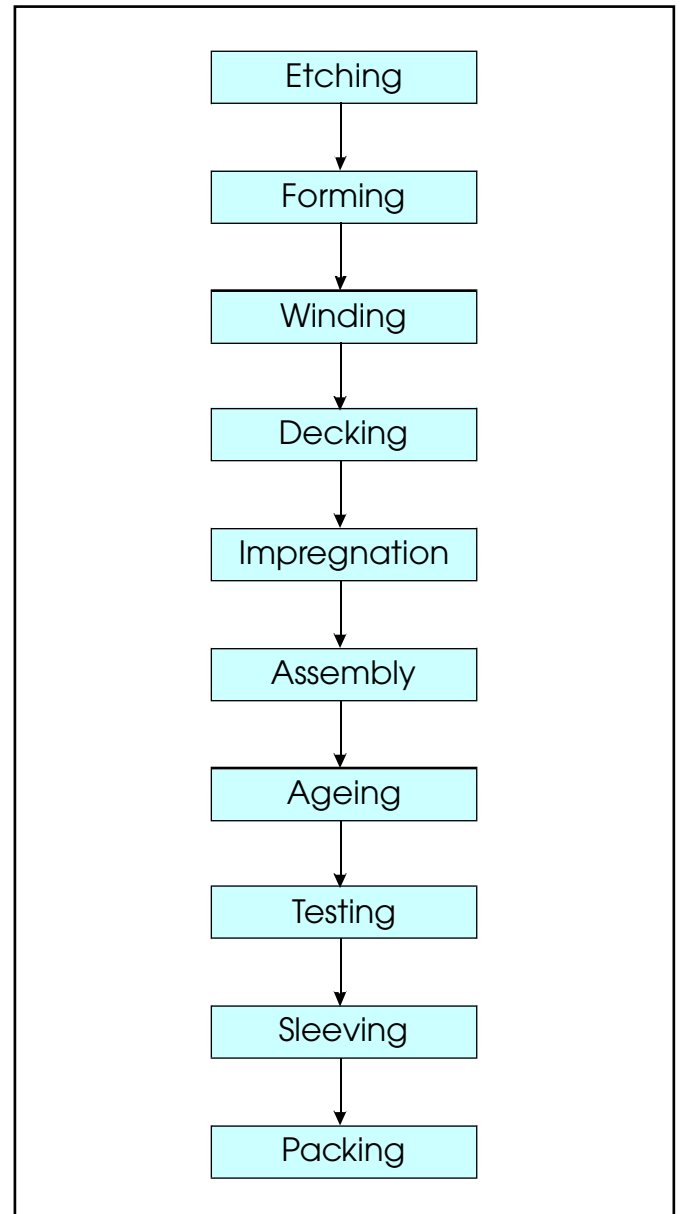 Etching
Forming
Winding
Decking
Impregnation
Assembly
Ageing
Testing
Sleeving
Packing